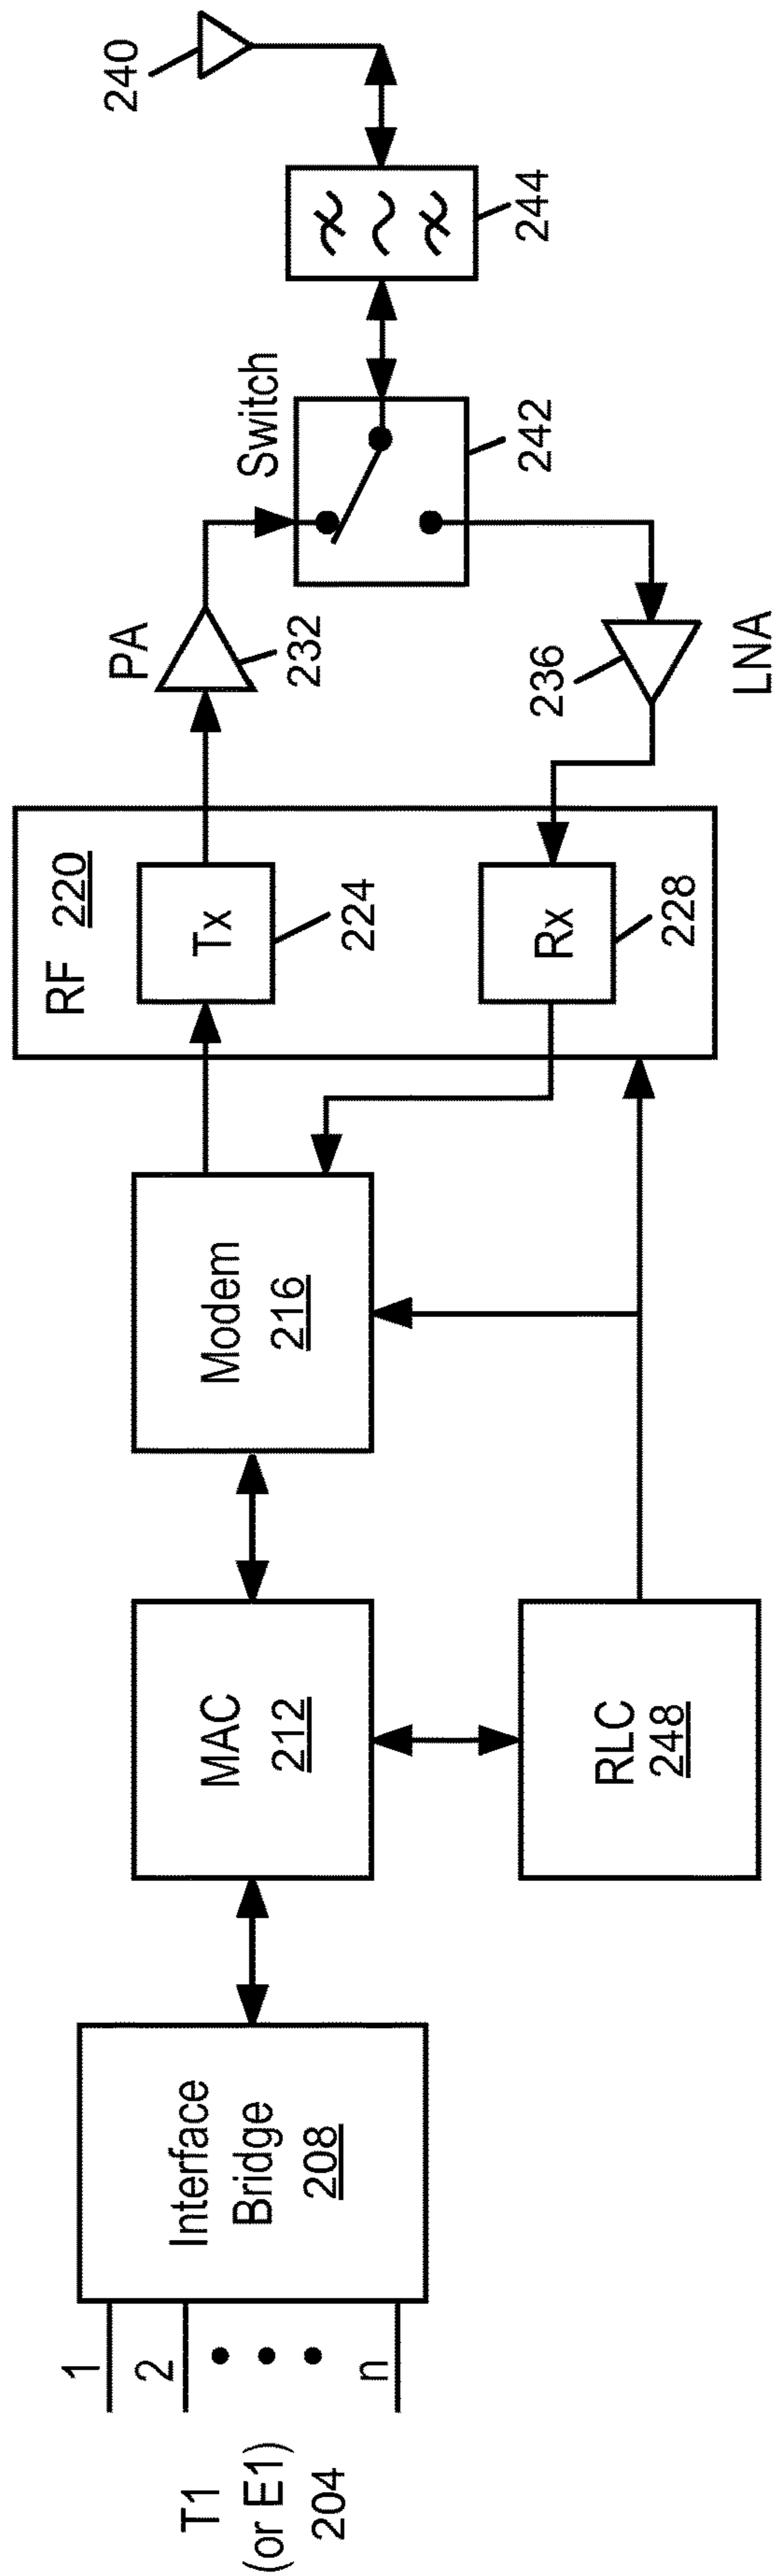 T1
(or E1)
204
1
2
n
Interface
Bridge
208
MAC
212
RLC
248
Modem
216
RF 220
Tx
224
Rx
228
PA
232
236
LNA
Switch
242
244
240